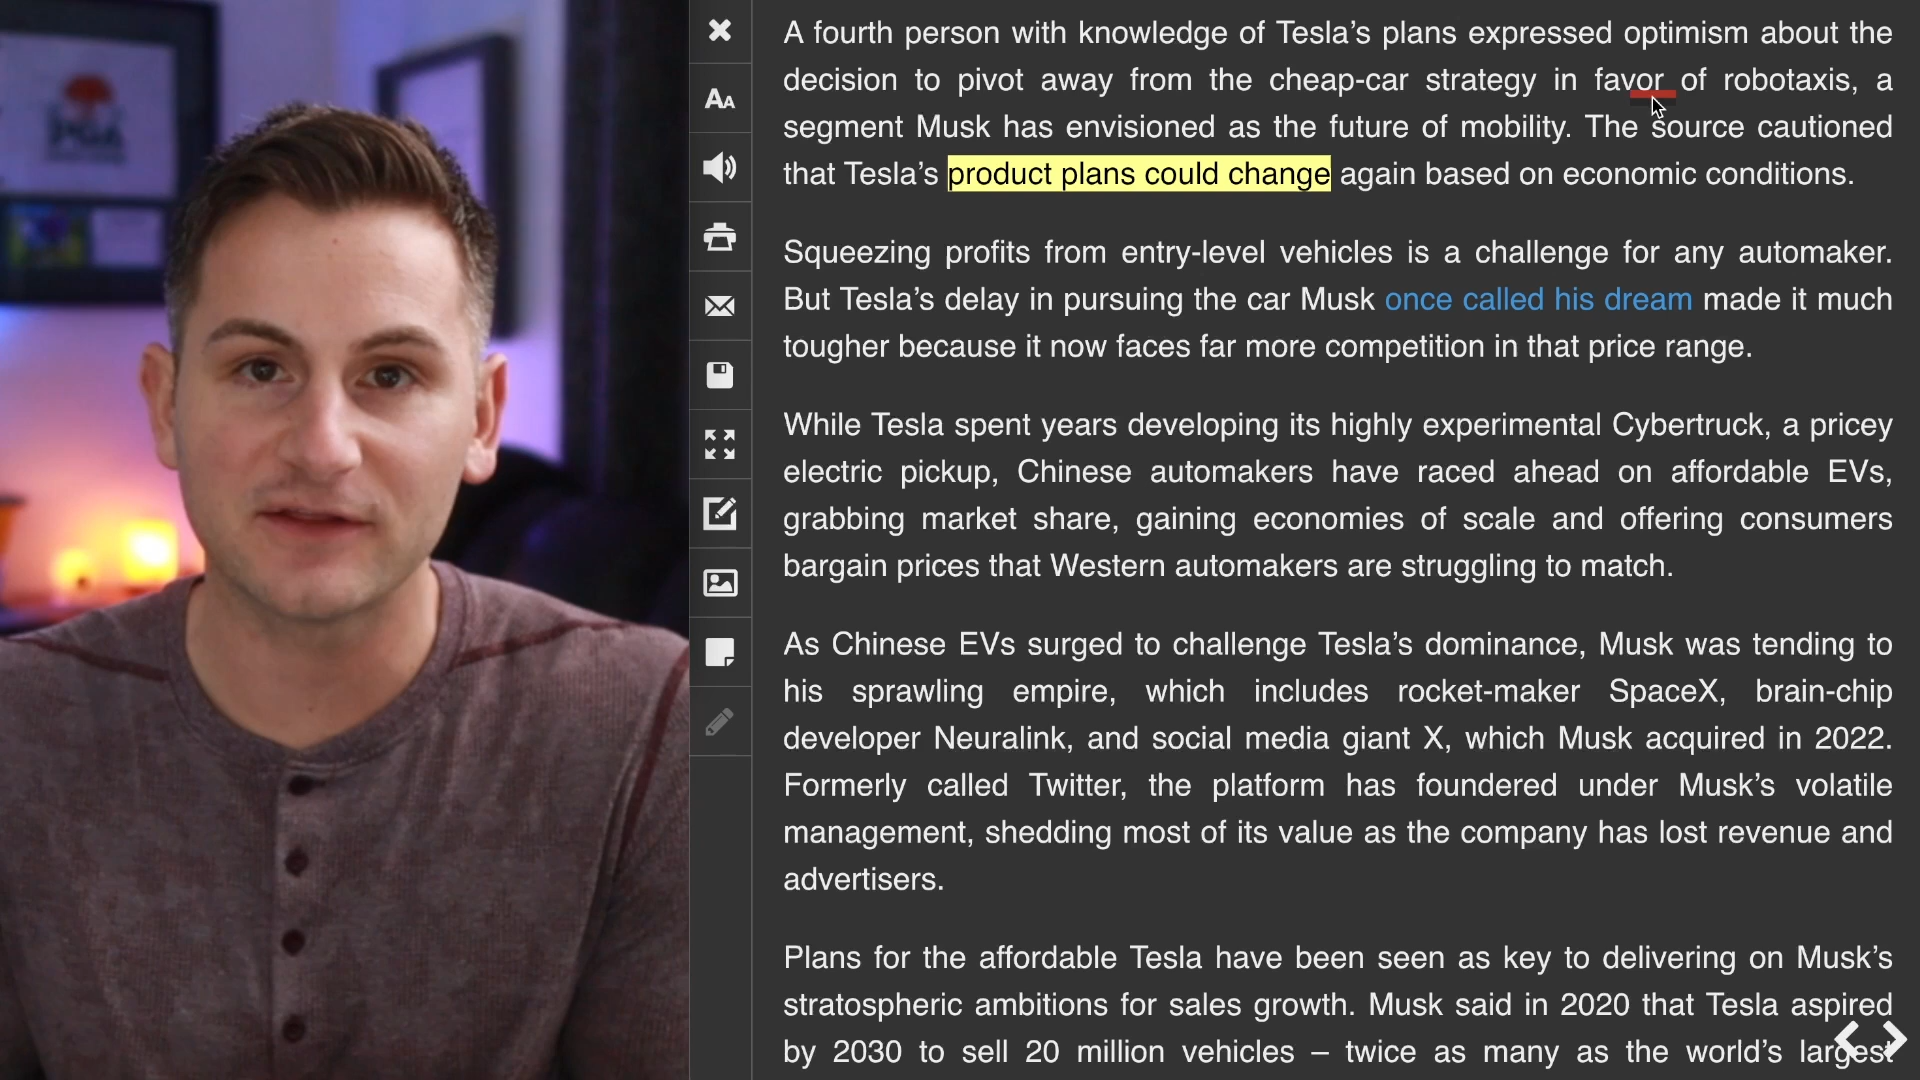 PGA
A fourth person with knowledge of Tesla’s plans expressed optimism about the
decision to pivot away from the cheap-car strategy in favor of robotaxis, a
segment Musk has envisioned as the future of mobility. The source cautioned
that Tesla’s product plans could change again based on economic conditions.
Squeezing profits from entry-level vehicles is a challenge for any automaker.
But Tesla’s delay in pursuing the car Musk once called his dream made it much
tougher because it now faces far more competition in that price range.
While Tesla spent years developing its highly experimental Cybertruck, a pricey
electric pickup, Chinese automakers have raced ahead on affordable EVs,
grabbing market share, gaining economies of scale and offering consumers
bargain prices that Western automakers are struggling to match.
As Chinese EVs surged to challenge Tesla’s dominance, Musk was tending to
his sprawling empire, which includes rocket-maker SpaceX, brain-chip
developer Neuralink, and social media giant X, which Musk acquired in 2022.
Formerly called Twitter, the platform has foundered under Musk’s volatile
management, shedding most of its value as the company has lost revenue and
advertisers.
Plans for the affordable Tesla have been seen as key to delivering on Musk’s
stratospheric ambitions for sales growth. Musk said in 2020 that Tesla aspired
by 2030 to sell 20 million vehicles – twice as many as the world’s largest